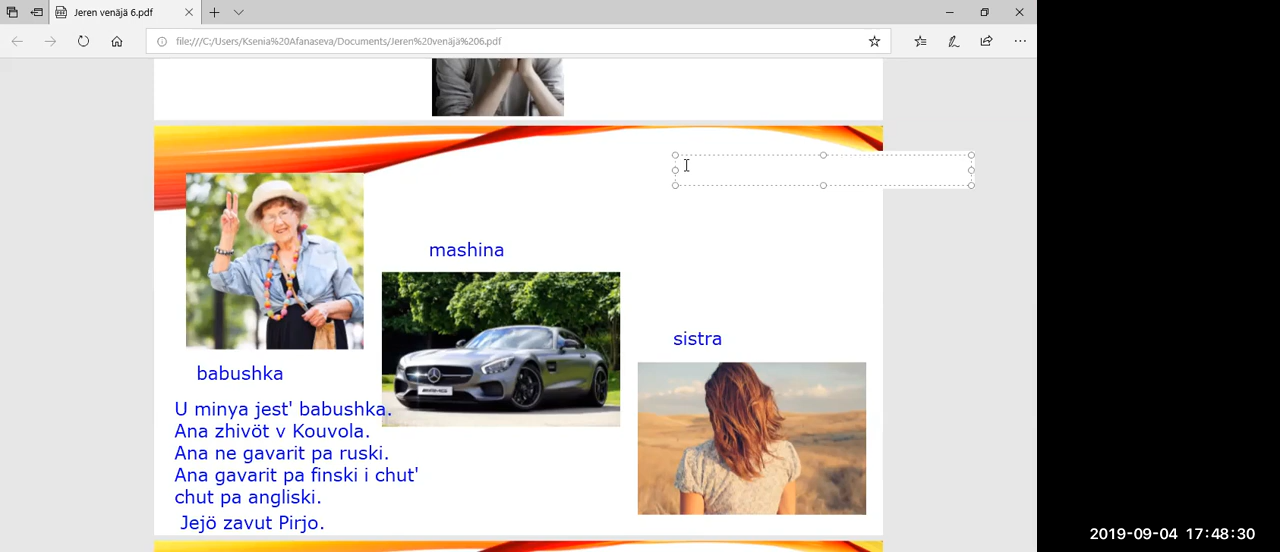 Jeren venäjä 6.pdf
file:///C:/Users/Ksenia%20Afanaseva/Documents/Jeren%20venäjä%206.pdf
mashina
sistra
babushka
U minya jest' babushka.
Ana zhivöt v Kouvola.
Ana ne gavarit pa ruski.
Ana gavarit pa finski i chut'
chut pa angliski.
Jejö zavut Pirjo.
2019-09-04 17:48:30